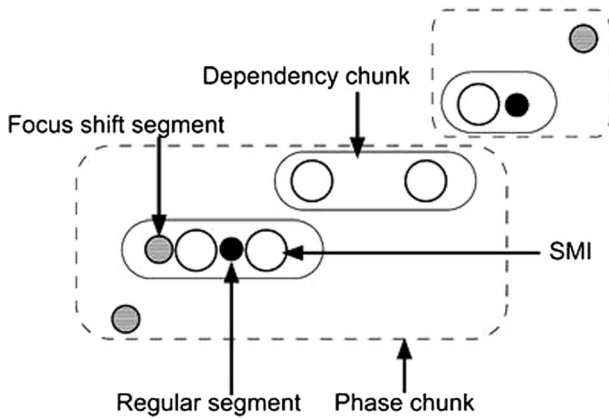 Dependency chunk
Focus shift segment
SMI
Regular segment
Phase chunk